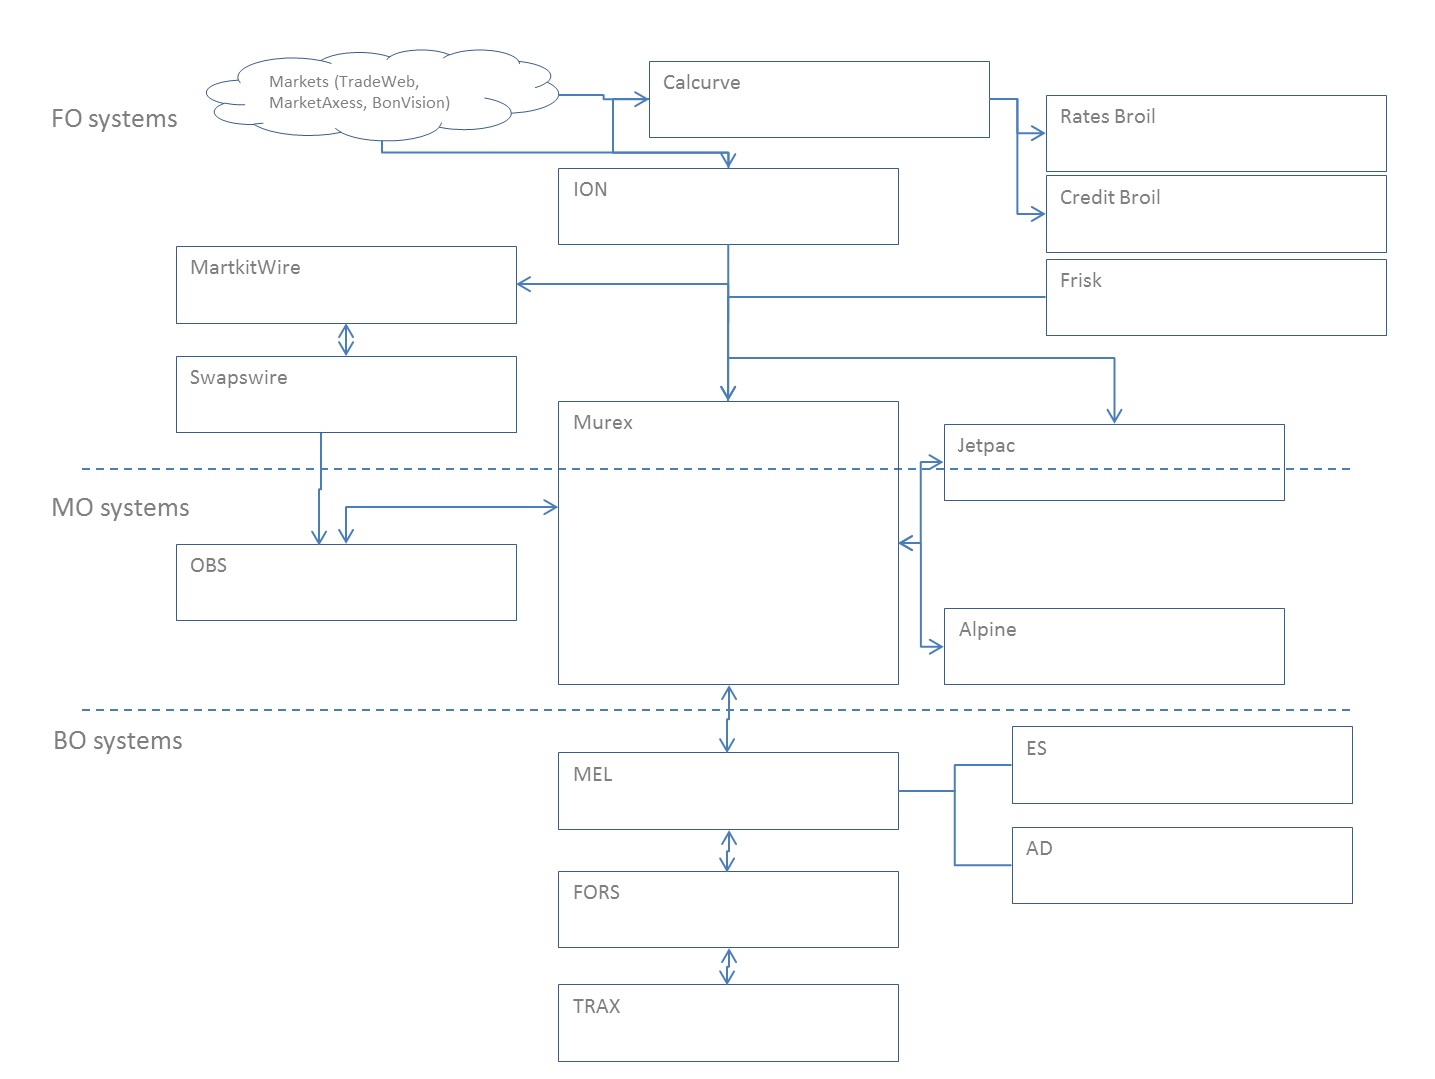 Markets (TradeWeb,
MarketAxess, BonVision)
Calcurve
FO systems
Rates Broil
ION
Credit Broil
MartkitWire
Frisk
Swapswire
Murex
Jetpac
MO systems
OBS
Alpine
BO systems
ES
MEL
AD
FORS
TRAX